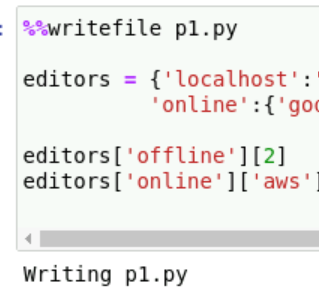 :
%%writefile p1.py
editors = {'localhost':
'online':{'goo
editors['offline'][2]
editors['online']['aws']
Writing p1.py